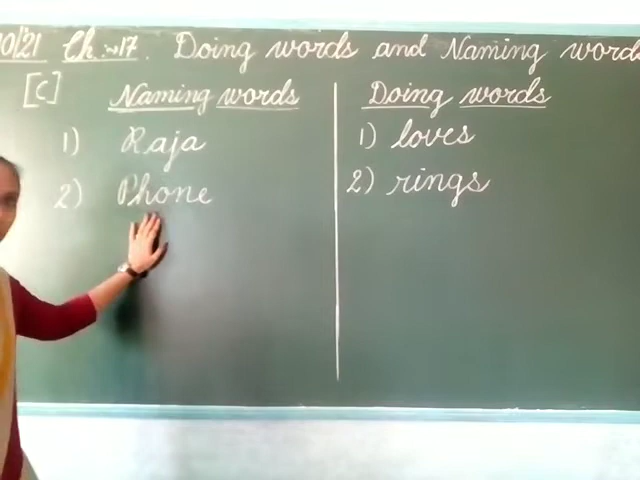 10/21 Ch:~17. Doing words and Naming words
[C] Naming words Doing words
1) Raja 1) loves
2) Phone 2) rings